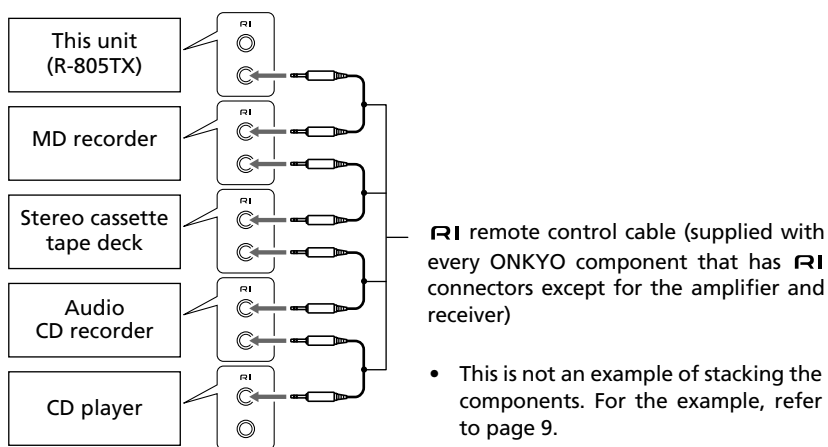 This unit
(R-805TX)
RI
MD recorder
RI
Stereo cassette
tape deck
RI
Audio
CD recorder
RI
CD player
RI
RI remote control cable (supplied with
every ONKYO component that has RI
connectors except for the amplifier and
receiver)
• This is not an example of stacking the
components. For the example, refer
to page 9.